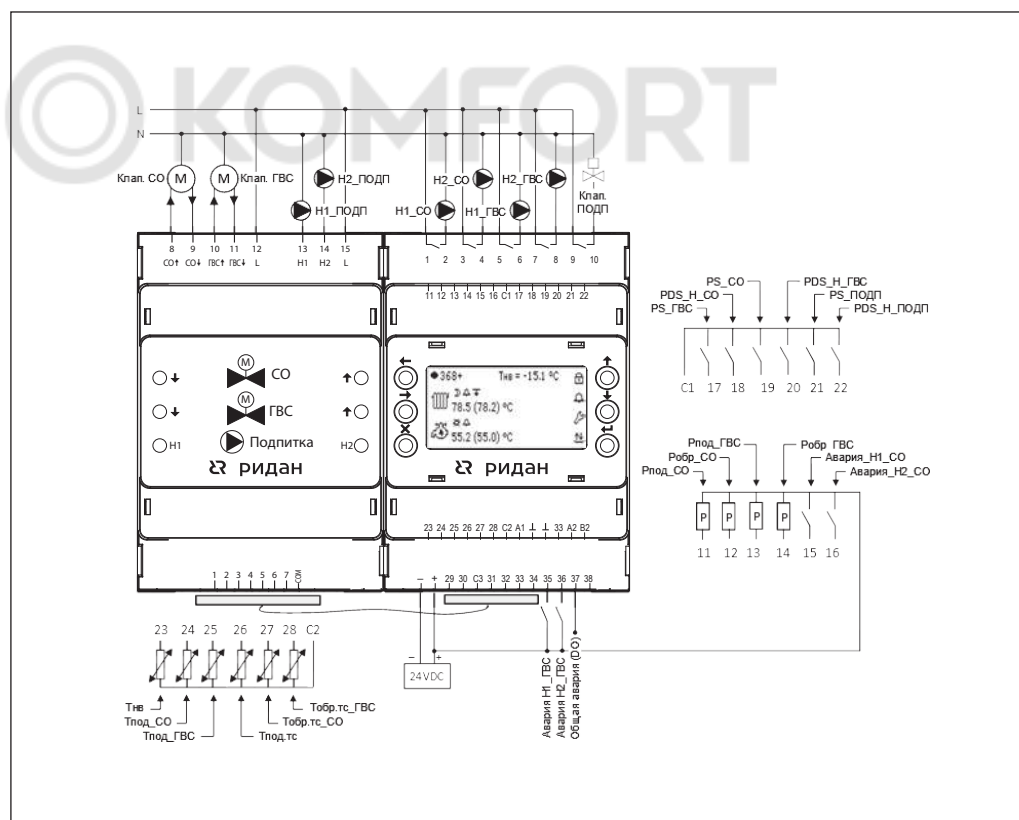 KOMFORT
L
N
Клап. СО
M
M
Клап. ГВС
Н2_ПОДП
Н1_ПОДП
Н1_СО
Н2_СО
Н1_ГВС
Н2_ГВС
Клап.
ПОДП
8 9 10 11 12 13 14 15
СО↑ СО↓ ГВС↑ ГВС↓ L Н1 Н2 L
1 2 3 4 5 6 7 8 9 10
11 12 13 14 15 16 C1 17 18 19 20 21 22
PS_СО
PDS_Н_СО
PS_ГВС
PDS_Н_ГВС
PS_ПОДП
PDS_Н_ПОДП
C1 17 18 19 20 21 22
↓ M СО ↑
↓ M ГВС ↑
Н1 Подпитка Н2
ридан
368+ Тнв = -15.1 °C
78.5 (78.2) °C
55.2 (55.0) °C
ридан
Рпод_ГВС
Робр_СО
Рпод_СО
Робр_ГВС
Авария_Н1_СО
Авария_Н2_СО
P P P P
11 12 13 14 15 16
23 24 25 26 27 28 C2 A1 ⊥ ⊥ 33 A2 B2
1 2 3 4 5 6 7 COM
– + 29 30 C3 31 32 33 34 35 36 37 38
23 24 25 26 27 28 C2
– +
24VDC
Тнв
Тпод_СО
Тпод_ГВС
Тпод.тс
Тобр.тс_СО
Тобр.тс_ГВС
Авария Н1_ГВС
Авария Н2_ГВС
Общая авария (DO)